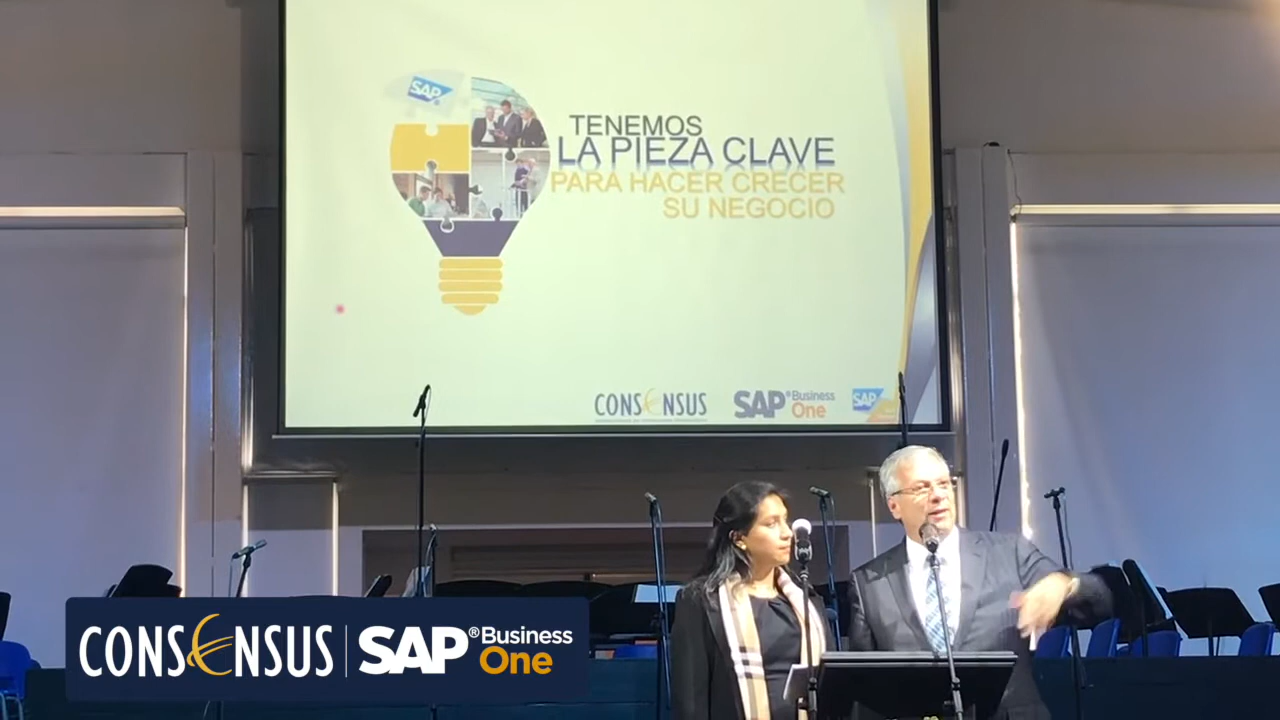 SAP
TENEMOS
LA PIEZA CLAVE
PARA HACER CRECER
SU NEGOCIO
CONSENSUS
SAP® Business
One
SAP
CONSENSUS | SAP® Business
One